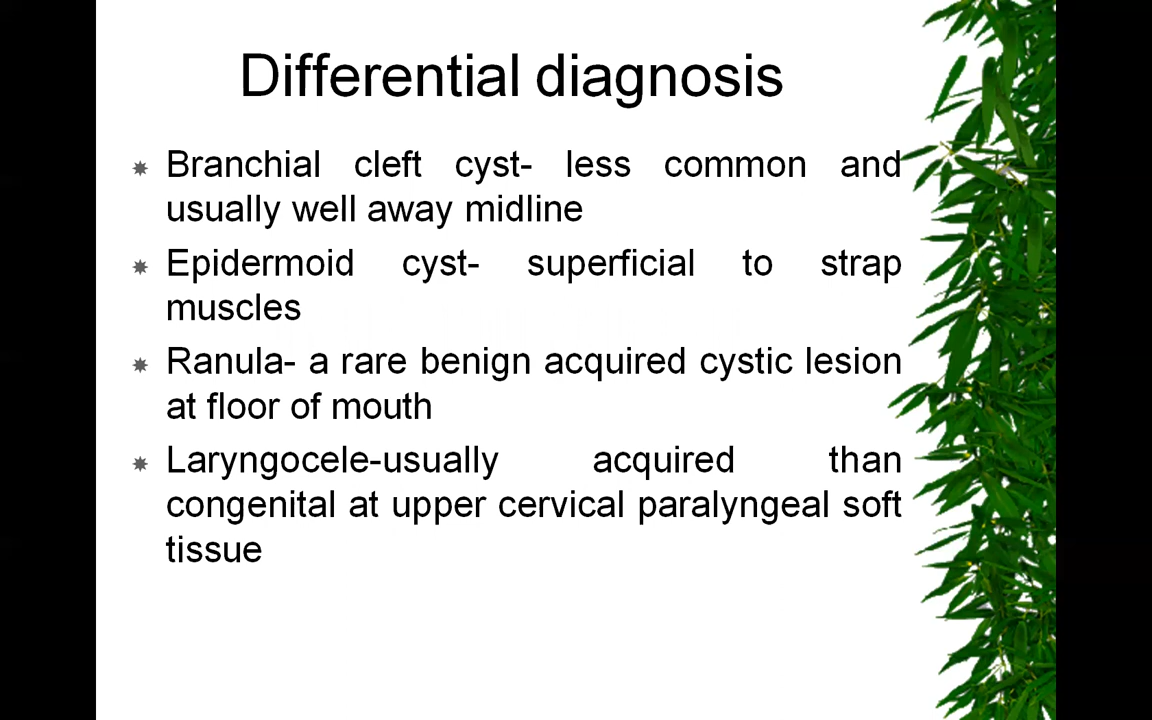 Differential diagnosis
Branchial cleft cyst- less common and
usually well away midline
Epidermoid cyst- superficial to strap
muscles
Ranula- a rare benign acquired cystic lesion
at floor of mouth
Laryngocele-usually acquired than
congenital at upper cervical paralyngeal soft
tissue